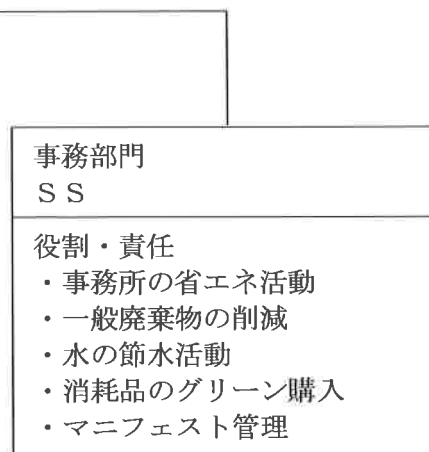 事務部門
ＳＳ
役割・責任
・事務所の省エネ活動
・一般廃棄物の削減
・水の節水活動
・消耗品のグリーン購入
・マニフェスト管理